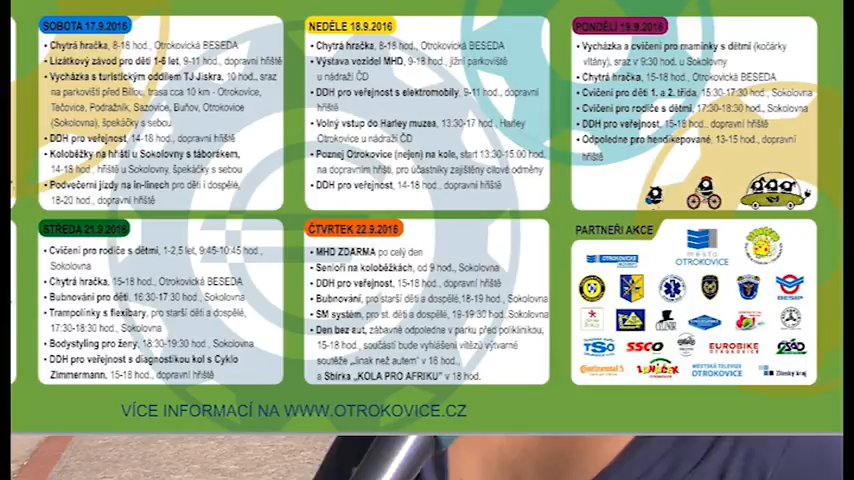 SOBOTA 17.9.2016
• Chytrá hračka, 8-18 hod., Otrokovická BESEDA
• Lízátkový závod pro děti 1-6 let, 9-11 hod., dopravní hřiště
• Vycházka s turistickým oddílem TJ Jiskra, 10 hod., sraz
na parkovišti před Billou, trasa cca 10 km - Otrokovice,
Tečovice, Podražník, Sazovice, Buňov, Otrokovice
(Sokolovna), špekáčky s sebou
• DDH pro veřejnost, 14-18 hod., dopravní hřiště
• Koloběžky na hřišti u Sokolovny s táborákem,
14-18 hod., hřiště u Sokolovny, špekáčky s sebou
• Podvečerní jízdy na in-linech pro děti i dospělé,
18-20 hod., dopravní hřiště
NEDĚLE 18.9.2016
• Chytrá hračka, 8-18 hod., Otrokovická BESEDA
• Výstava vozidel MHD, 9-18 hod., jižní parkoviště
u nádraží ČD
• DDH pro veřejnost s elektromobily, 9-11 hod., dopravní
hřiště
• Volný vstup do Harley muzea, 13:30-17 hod., Harley
Otrokovice u nádraží ČD
• Poznej Otrokovice (nejen) na kole, start 13:30-15:00 hod.
na dopravním hřišti, pro účastníky zajištěny cílové odměny
• DDH pro veřejnost, 14-18 hod., dopravní hřiště
PONDĚLÍ 19.9.2016
• Vycházka a cvičení pro maminky s dětmi (kočárky
vítány), sraz v 9:30 hod. u Sokolovny
• Chytrá hračka, 15-18 hod., Otrokovická BESEDA
• Cvičení pro děti 1. a 2. třída, 15:30-17:30 hod., Sokolovna
• Cvičení pro rodiče s dětmi, 17:30-18:30 hod., Sokolovna
• DDH pro veřejnost, 15-18 hod., dopravní hřiště
• Odpoledne pro hendikepované, 13-15 hod., dopravní
hřiště
STŘEDA 21.9.2016
• Cvičení pro rodiče s dětmi, 1-2,5 let, 9:45-10:45 hod.,
Sokolovna
• Chytrá hračka, 15-18 hod., Otrokovická BESEDA
• Bubnování pro děti, 16:30-17:30 hod., Sokolovna
• Trampolínky s flexibary, pro starší děti a dospělé,
17:30-18:30 hod., Sokolovna
• Bodystyling pro ženy, 18:30-19:30 hod., Sokolovna
• DDH pro veřejnost s diagnostikou kol s Cyklo
Zimmermann, 15-18 hod., dopravní hřiště
ČTVRTEK 22.9.2016
• MHD ZDARMA po celý den
• Senioři na koloběžkách, od 9 hod., Sokolovna
• DDH pro veřejnost, 15-18 hod., dopravní hřiště
• Bubnování, pro starší děti a dospělé, 18-19 hod., Sokolovna
• SM systém, pro st. děti a dospělé, 19-19:30 hod., Sokolovna
• Den bez aut, zábavné odpoledne v parku před poliklinikou,
15-18 hod., součástí bude vyhlášení vítězů výtvarné
soutěže „Jinak než autem“ v 16 hod.,
a Sbírka „KOLA PRO AFRIKU“ v 18 hod.
PARTNEŘI AKCE
město
OTROKOVICE
BESIP
TSO
SSCO
EUROBIKE
OTROKOVICE
Continental
MĚSTSKÁ TELEVIZE
OTROKOVICE
Zlínský kraj
VÍCE INFORMACÍ NA WWW.OTROKOVICE.CZ